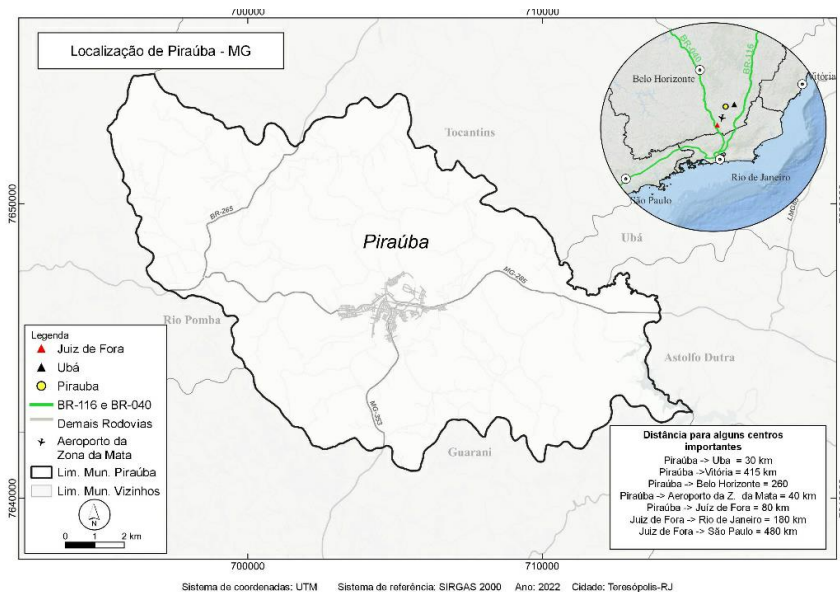 700000
710000
Localização de Piraúba - MG
BR-040
BR-116
Belo Horizonte
Vitória
Rio de Janeiro
São Paulo
Tocantins
7650000
BR-265
Piraúba
Ubá
MG-285
Rio Pomba
Astolfo Dutra
MG-353
Guarani
Legenda
Juiz de Fora
Ubá
Pirauba
BR-116 e BR-040
Demais Rodovias
Aeroporto da
Zona da Mata
Lim. Mun. Piraúba
Lim. Mun. Vizinhos
N
0 1 2 km
7640000
Distância para alguns centros
importantes
Piraúba -> Uba = 30 km
Piraúba ->Vitória = 415 km
Piraúba -> Belo Horizonte = 260
Piraúba -> Aeroporto da Z. da Mata = 40 km
Piraúba -> Juíz de Fora = 80 km
Juiz de Fora -> Rio de Janeiro = 180 km
Juiz de Fora -> São Paulo = 480 km
700000
710000
Sistema de coordenadas: UTM Sistema de referência: SIRGAS 2000 Ano: 2022 Cidade: Teresópolis-RJ